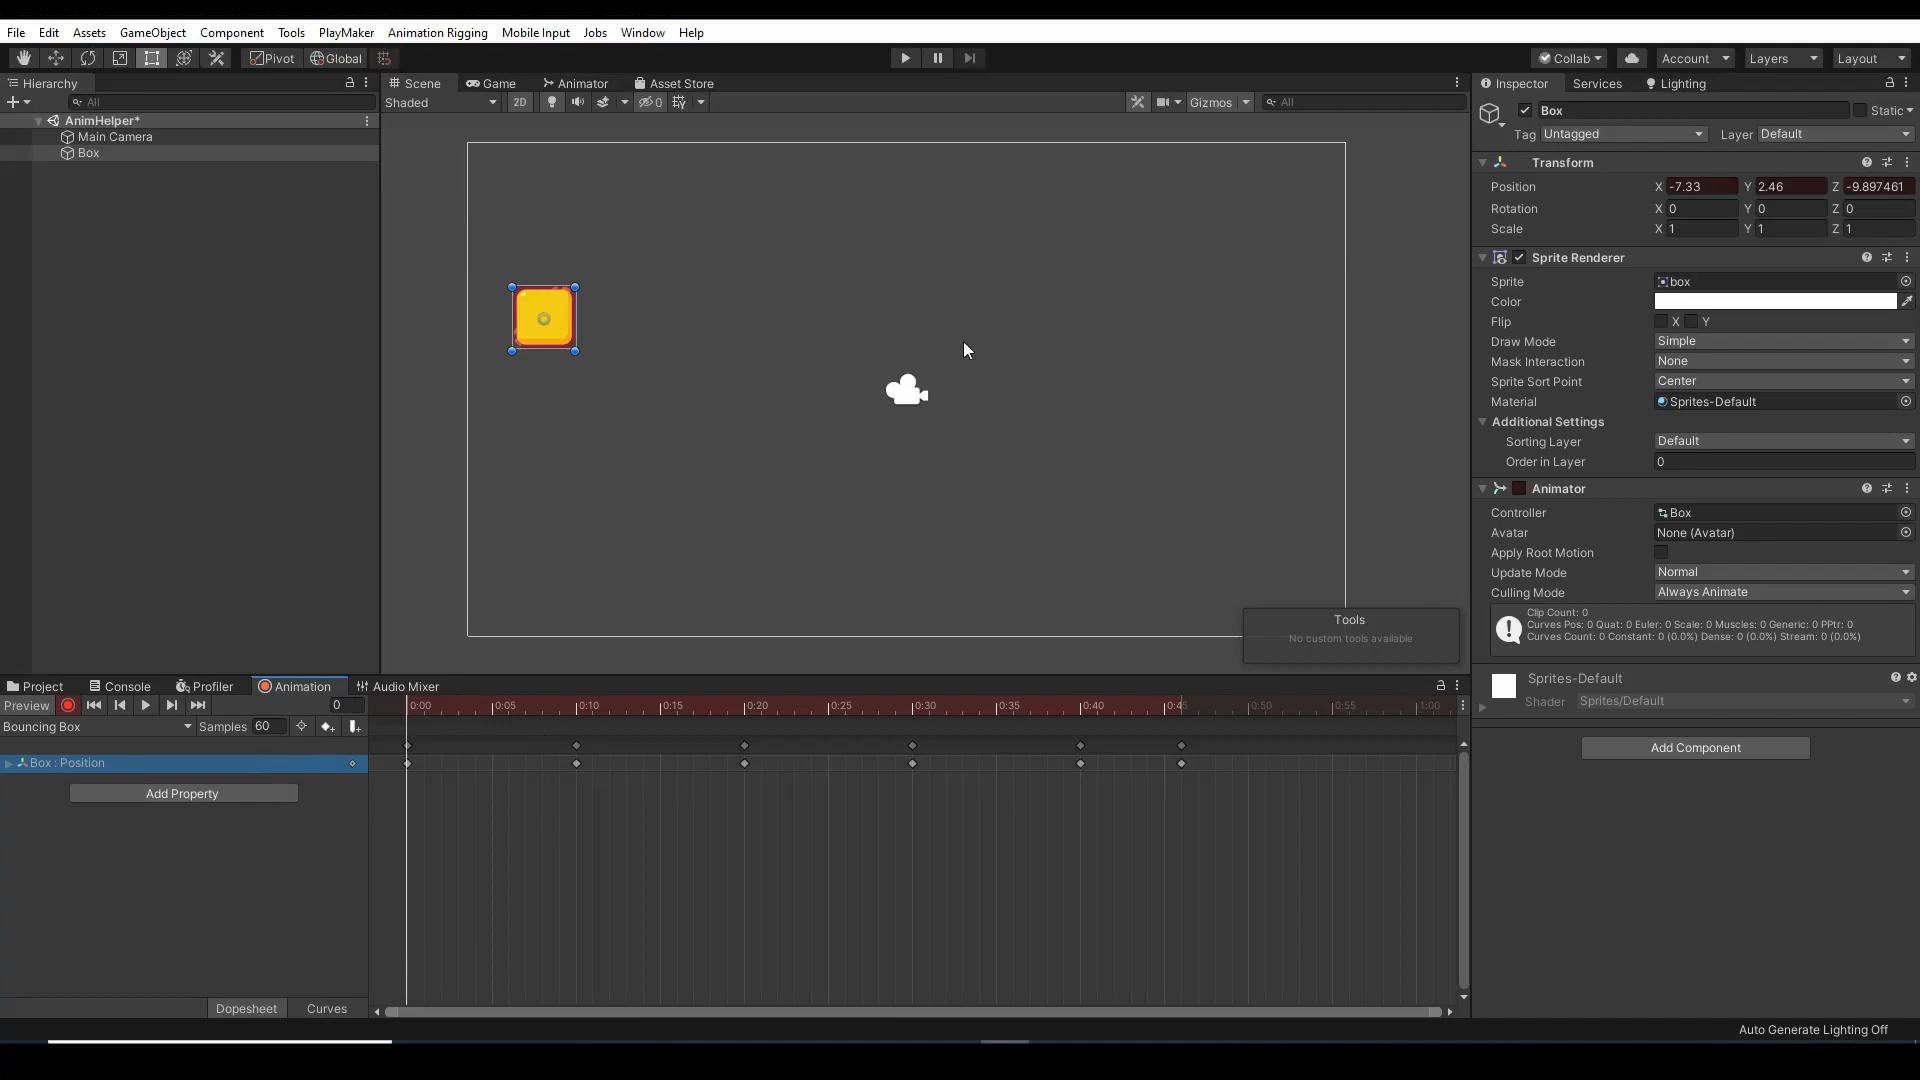 File Edit Assets GameObject Component Tools PlayMaker Animation Rigging Mobile Input Jobs Window Help
Pivot Global Collab Account Layers Layout
Hierarchy
All
AnimHelper*
Main Camera
Box
Scene Game Animator Asset Store
Shaded 2D 0 Gizmos All
Tools
No custom tools available
Inspector Services Lighting
Box Static
Tag Untagged Layer Default
Transform
Position X -7.33 Y 2.46 Z -9.897461
Rotation X 0 Y 0 Z 0
Scale X 1 Y 1 Z 1
Sprite Renderer
Sprite box
Color
Flip X Y
Draw Mode Simple
Mask Interaction None
Sprite Sort Point Center
Material Sprites-Default
Additional Settings
Sorting Layer Default
Order in Layer 0
Animator
Controller Box
Avatar None (Avatar)
Apply Root Motion
Update Mode Normal
Culling Mode Always Animate
Clip Count: 0
Curves Pos: 0 Quat: 0 Euler: 0 Scale: 0 Muscles: 0 Generic: 0 PPtr: 0
Curves Count: 0 Constant: 0 (0.0%) Dense: 0 (0.0%) Stream: 0 (0.0%)
Sprites-Default
Shader Sprites/Default
Add Component
Project Console Profiler Animation Audio Mixer
Preview 0 0:00 0:05 0:10 0:15 0:20 0:25 0:30 0:35 0:40 0:45 0:50 0:55 1:00
Bouncing Box Samples 60
Box : Position
Add Property
Dopesheet Curves
Auto Generate Lighting Off